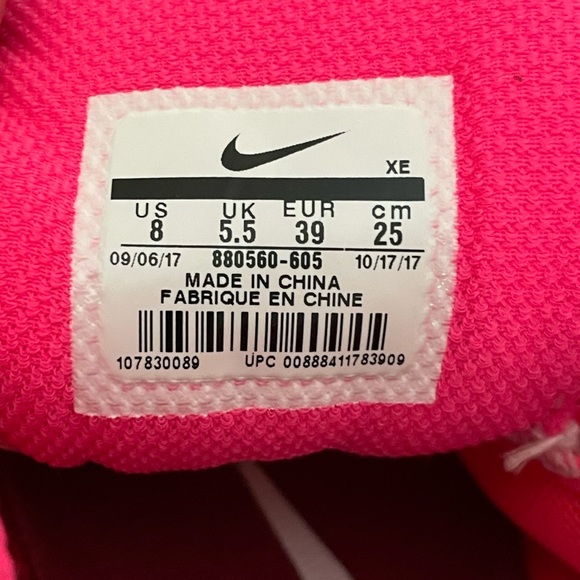 XE
US UK EUR cm
8 5.5 39 25
09/06/17 880560-605 10/17/17
MADE IN CHINA
FABRIQUE EN CHINE
107830089 UPC 00888411783909